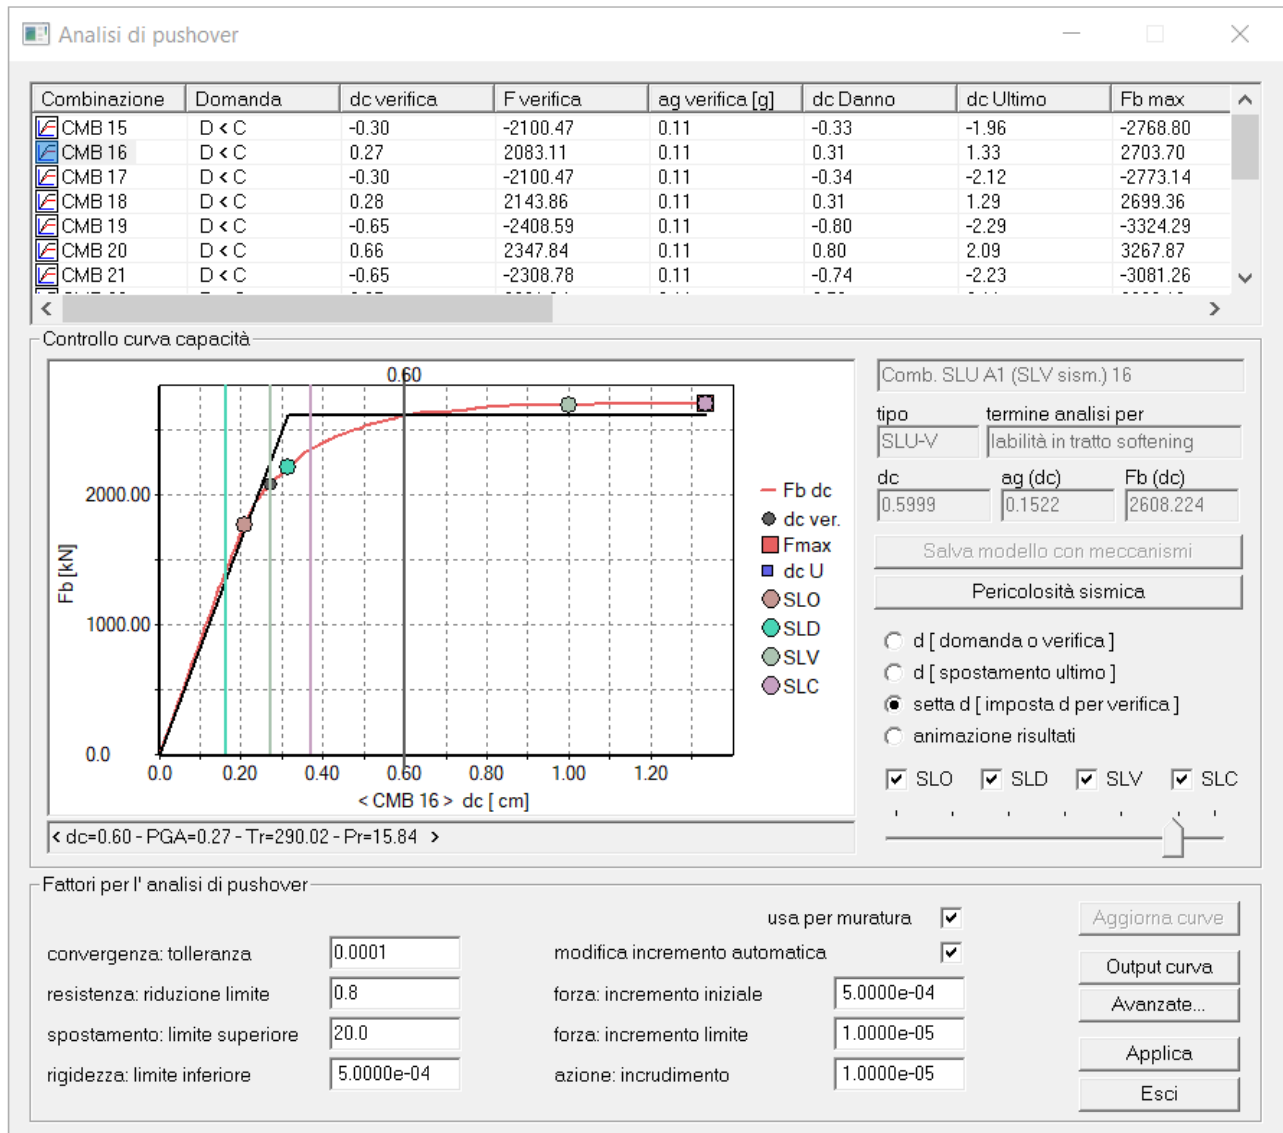 Analisi di pushover
Combinazione Domanda dc verifica F verifica ag verifica [g] dc Danno dc Ultimo Fb max
CMB 15 D < C -0.30 -2100.47 0.11 -0.33 -1.96 -2768.80
CMB 16 D < C 0.27 2083.11 0.11 0.31 1.33 2703.70
CMB 17 D < C -0.30 -2100.47 0.11 -0.34 -2.12 -2773.14
CMB 18 D < C 0.28 2143.86 0.11 0.31 1.29 2699.36
CMB 19 D < C -0.65 -2408.59 0.11 -0.80 -2.29 -3324.29
CMB 20 D < C 0.66 2347.84 0.11 0.80 2.09 3267.87
CMB 21 D < C -0.65 -2308.78 0.11 -0.74 -2.23 -3081.26
Controllo curva capacità
0.60
2000.00
1000.00
0.0
Fb [kN]
0.0 0.20 0.40 0.60 0.80 1.00 1.20
< CMB 16 > dc [ cm]
Fb dc
dc ver.
Fmax
dc U
SLO
SLD
SLV
SLC
< dc=0.60 - PGA=0.27 - Tr=290.02 - Pr=15.84 >
Comb. SLU A1 (SLV sism.) 16
tipo termine analisi per
SLU-V labilità in tratto softening
dc ag (dc) Fb (dc)
0.5999 0.1522 2608.224
Salva modello con meccanismi
Pericolosità sismica
d [ domanda o verifica ]
d [ spostamento ultimo ]
setta d [ imposta d per verifica ]
animazione risultati
SLO SLD SLV SLC
Fattori per l' analisi di pushover
usa per muratura
Aggiorna curve
convergenza: tolleranza 0.0001 modifica incremento automatica
Output curva
resistenza: riduzione limite 0.8 forza: incremento iniziale 5.0000e-04
Avanzate...
spostamento: limite superiore 20.0 forza: incremento limite 1.0000e-05
Applica
rigidezza: limite inferiore 5.0000e-04 azione: incrudimento 1.0000e-05
Esci